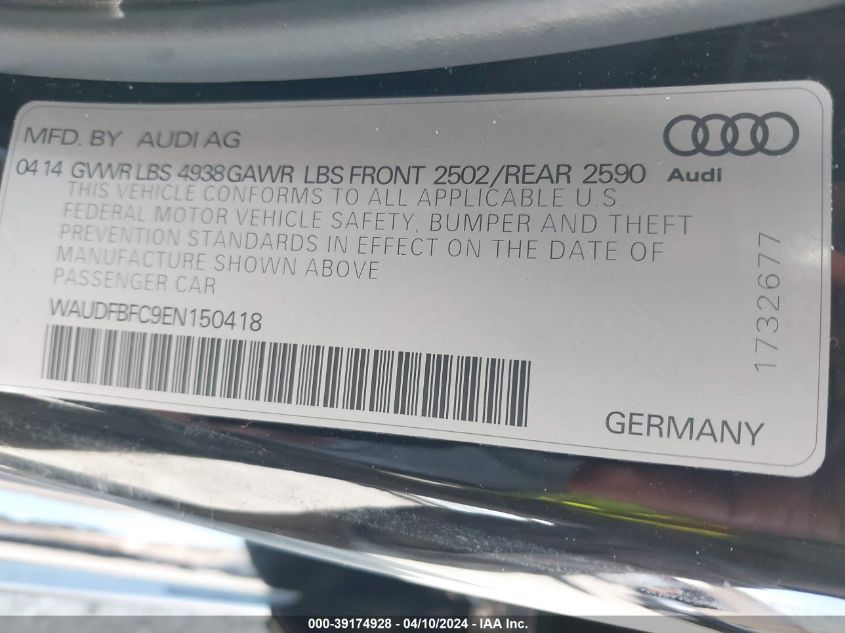 MFD. BY AUDI AG
Audi
04 14 GVWR LBS 4938 GAWR LBS FRONT 2502/REAR 2590
THIS VEHICLE CONFORMS TO ALL APPLICABLE U.S.
FEDERAL MOTOR VEHICLE SAFETY, BUMPER AND THEFT
PREVENTION STANDARDS IN EFFECT ON THE DATE OF
MANUFACTURE SHOWN ABOVE
PASSENGER CAR
WAUDFBFC9EN150418
1732677
GERMANY
000-39174928 - 04/10/2024 - IAA Inc.